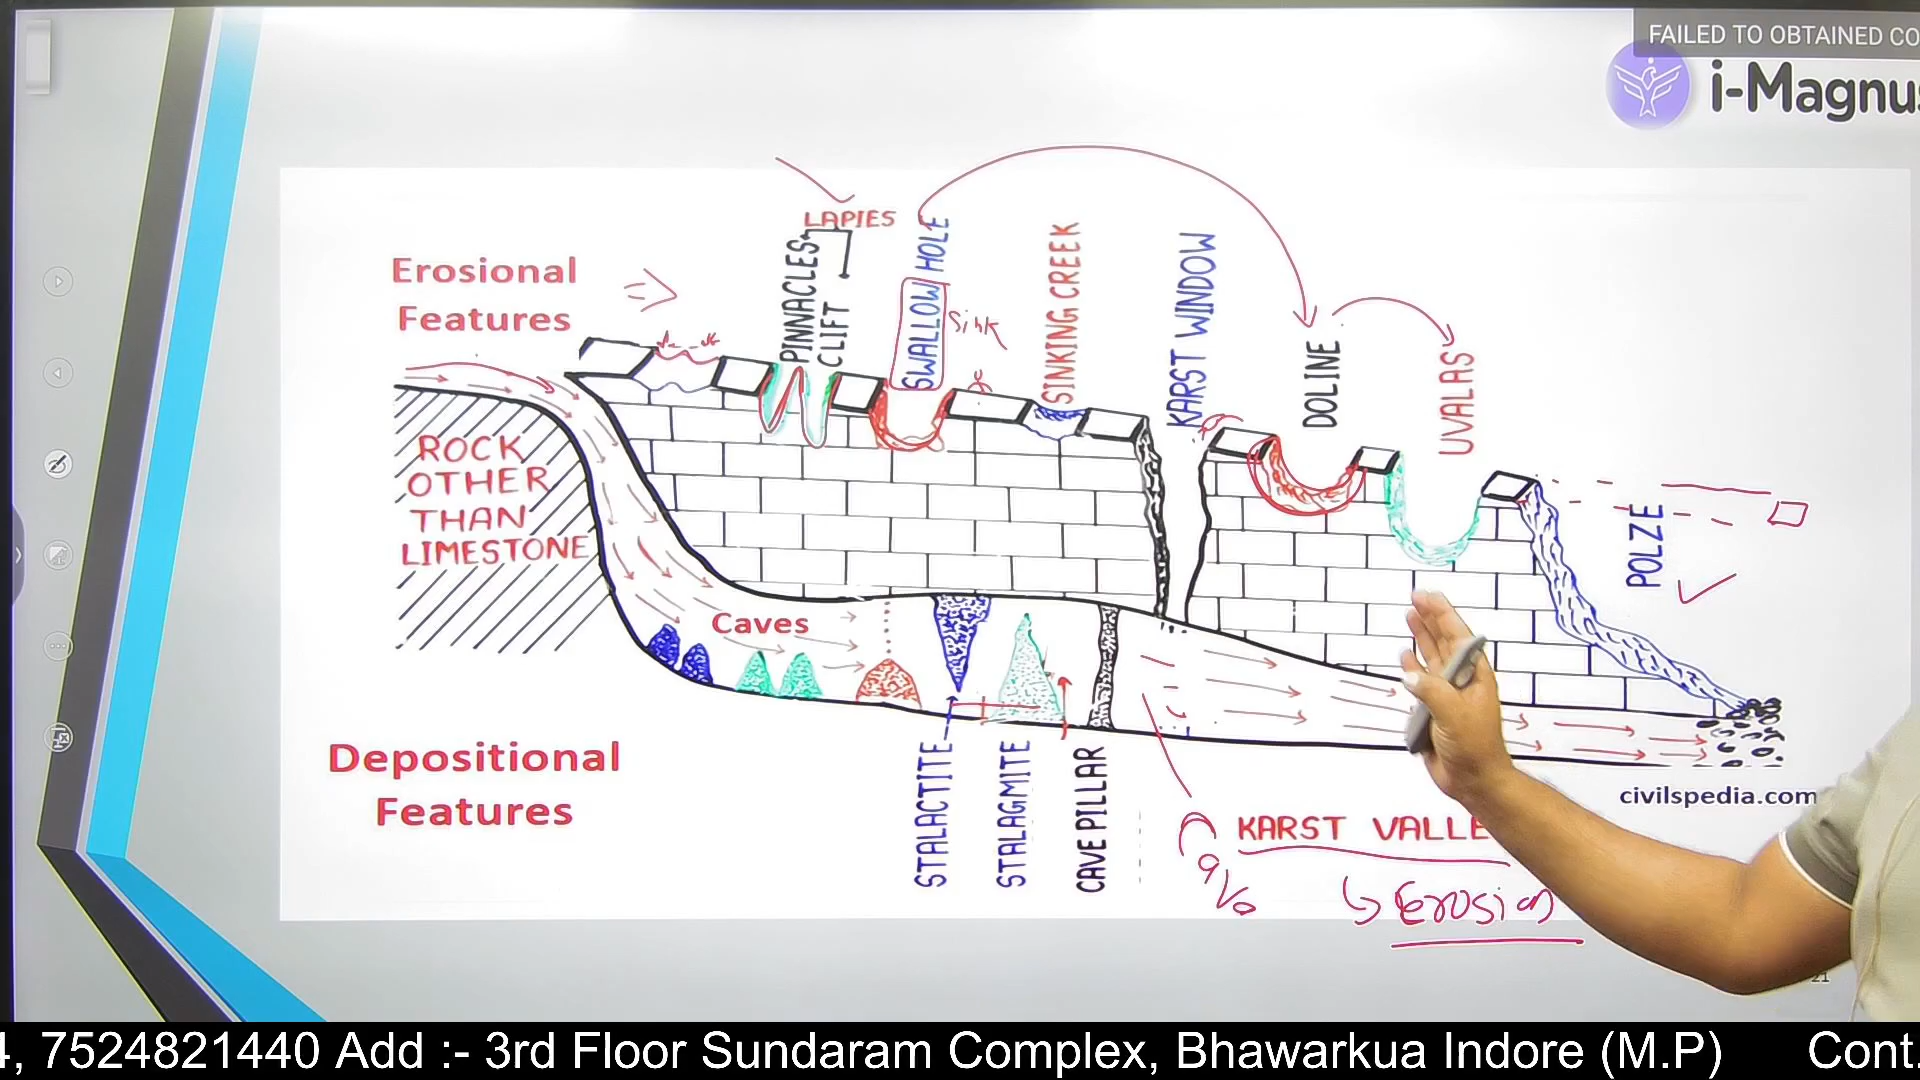 FAILED TO OBTAINED CO
i-Magnus
LAPIES
PINNACLES
CLIFT
SWALLOW HOLE
Sink
SINKING CREEK
KARST WINDOW
DOLINE
UVALAS
POLZE
Erosional
Features
ROCK
OTHER
THAN
LIMESTONE
Caves
Depositional
Features
STALACTITE
STALAGMITE
CAVE PILLAR
civilspedia.com
KARST VALLE
Erosion
21
4, 7524821440 Add :- 3rd Floor Sundaram Complex, Bhawarkua Indore (M.P) Cont.